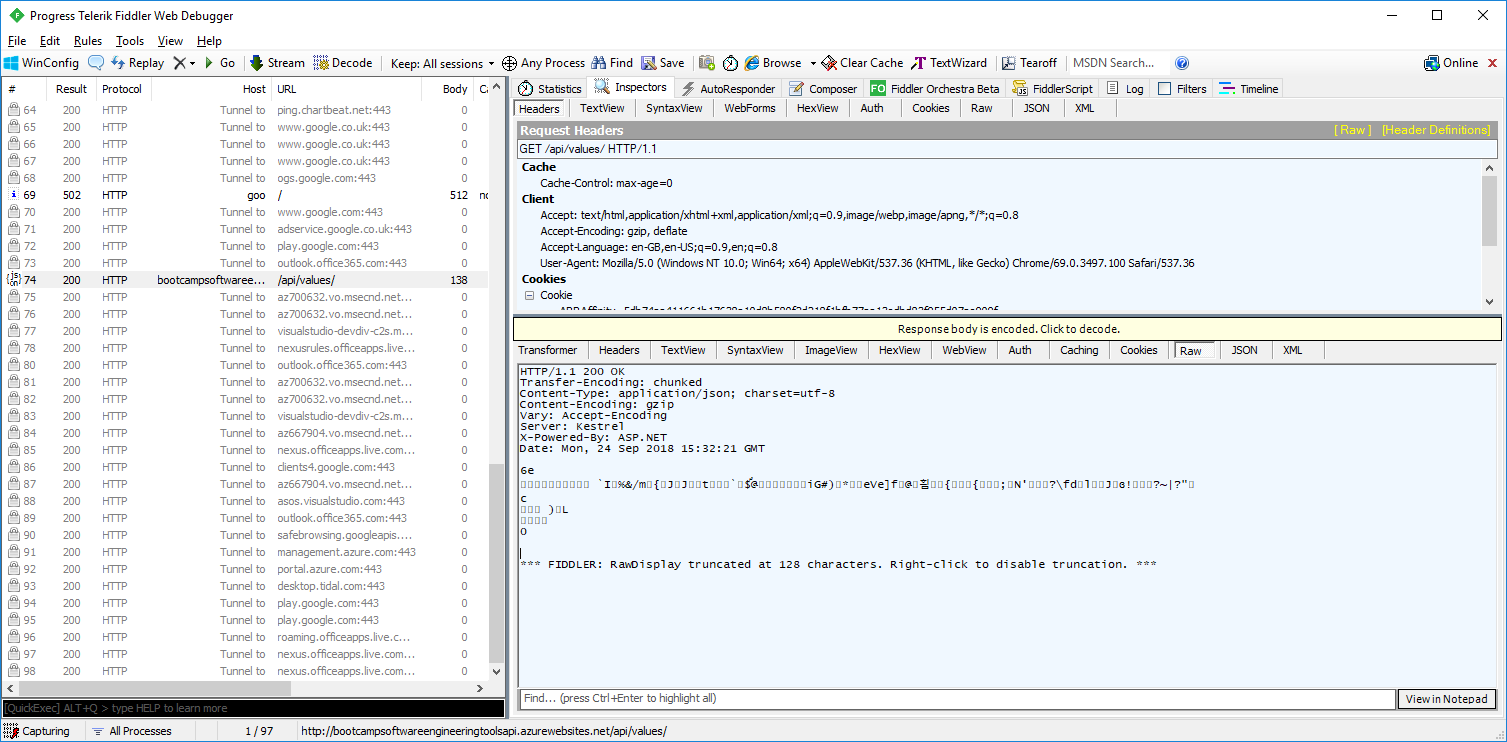 Progress Telerik Fiddler Web Debugger
File Edit Rules Tools View Help
WinConfig Replay Go Stream Decode Keep: All sessions Any Process Find Save Browse Clear Cache TextWizard Tearoff MSDN Search... Online
# Result Protocol Host URL Body Ca
64 200 HTTP Tunnel to ping.chartbeat.net:443 0
65 200 HTTP Tunnel to www.google.co.uk:443 0
66 200 HTTP Tunnel to www.google.co.uk:443 0
67 200 HTTP Tunnel to www.google.co.uk:443 0
68 200 HTTP Tunnel to ogs.google.com:443 0
69 502 HTTP goo / 512 no
70 200 HTTP Tunnel to www.google.com:443 0
71 200 HTTP Tunnel to adservice.google.co.uk:443 0
72 200 HTTP Tunnel to play.google.com:443 0
73 200 HTTP Tunnel to outlook.office365.com:443 0
74 200 HTTP bootcampsoftwaree... /api/values/ 138
75 200 HTTP Tunnel to az700632.vo.msecnd.net... 0
76 200 HTTP Tunnel to az700632.vo.msecnd.net... 0
77 200 HTTP Tunnel to visualstudio-devdiv-c2s.m... 0
78 200 HTTP Tunnel to nexusrules.officeapps.live... 0
80 200 HTTP Tunnel to outlook.office365.com:443 0
81 200 HTTP Tunnel to az700632.vo.msecnd.net... 0
82 200 HTTP Tunnel to az700632.vo.msecnd.net... 0
83 200 HTTP Tunnel to visualstudio-devdiv-c2s.m... 0
84 200 HTTP Tunnel to az667904.vo.msecnd.net... 0
85 200 HTTP Tunnel to nexus.officeapps.live.com... 0
86 200 HTTP Tunnel to clients4.google.com:443 0
87 200 HTTP Tunnel to az667904.vo.msecnd.net... 0
88 200 HTTP Tunnel to asos.visualstudio.com:443 0
89 200 HTTP Tunnel to outlook.office365.com:443 0
90 200 HTTP Tunnel to safebrowsing.googleapis.... 0
91 200 HTTP Tunnel to management.azure.com:443 0
92 200 HTTP Tunnel to portal.azure.com:443 0
93 200 HTTP Tunnel to desktop.tidal.com:443 0
94 200 HTTP Tunnel to play.google.com:443 0
95 200 HTTP Tunnel to play.google.com:443 0
96 200 HTTP Tunnel to roaming.officeapps.live.c... 0
97 200 HTTP Tunnel to nexus.officeapps.live.com... 0
98 200 HTTP Tunnel to nexus.officeapps.live.com... 0
[QuickExec] ALT+Q > type HELP to learn more
Statistics Inspectors AutoResponder Composer FO Fiddler Orchestra Beta FiddlerScript Log Filters Timeline
Headers TextView SyntaxView WebForms HexView Auth Cookies Raw JSON XML
Request Headers [ Raw ] [Header Definitions]
GET /api/values/ HTTP/1.1
Cache
Cache-Control: max-age=0
Client
Accept: text/html,application/xhtml+xml,application/xml;q=0.9,image/webp,image/apng,*/*;q=0.8
Accept-Encoding: gzip, deflate
Accept-Language: en-GB,en-US;q=0.9,en;q=0.8
User-Agent: Mozilla/5.0 (Windows NT 10.0; Win64; x64) AppleWebKit/537.36 (KHTML, like Gecko) Chrome/69.0.3497.100 Safari/537.36
Cookies
Cookie
Response body is encoded. Click to decode.
Transformer Headers TextView SyntaxView ImageView HexView WebView Auth Caching Cookies Raw JSON XML
HTTP/1.1 200 OK
Transfer-Encoding: chunked
Content-Type: application/json; charset=utf-8
Content-Encoding: gzip
Vary: Accept-Encoding
Server: Kestrel
X-Powered-By: ASP.NET
Date: Mon, 24 Sep 2018 15:32:21 GMT
6e
c
0
*** FIDDLER: RawDisplay truncated at 128 characters. Right-click to disable truncation. ***
Find... (press Ctrl+Enter to highlight all) View in Notepad
Capturing All Processes 1 / 97 http://bootcampsoftwareengineeringtoolsapi.azurewebsites.net/api/values/